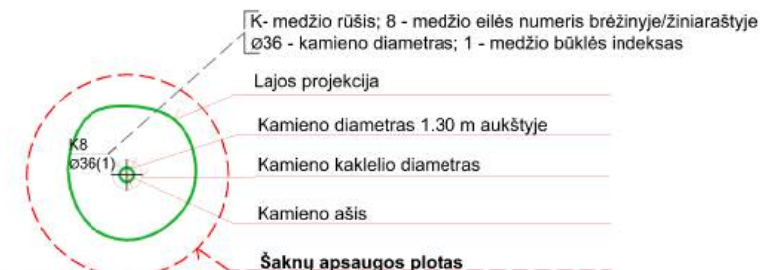 K- medžio rūšis; 8 - medžio eilės numeris brėžinyje/žiniaraštyje
ø36 - kamieno diametras; 1 - medžio būklės indeksas
Lajos projekcija
Kamieno diametras 1.30 m aukštyje
K8
ø36(1)
Kamieno kaklelio diametras
Kamieno ašis
Šaknų apsaugos plotas